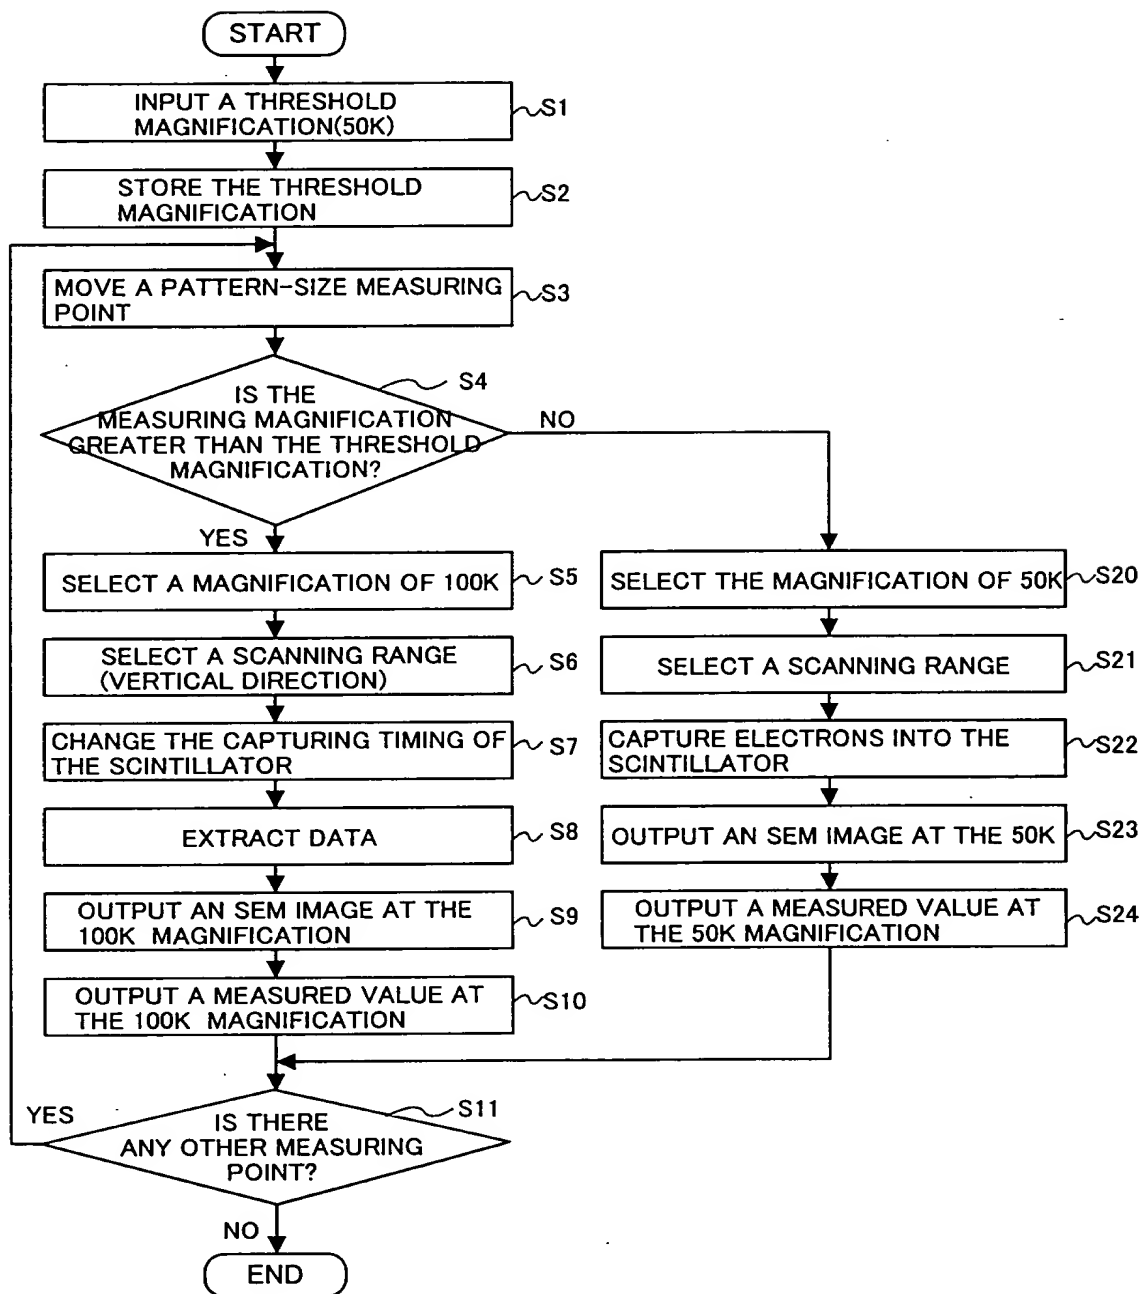 START
INPUT A THRESHOLD
MAGNIFICATION(50K)
S1
STORE THE THRESHOLD
MAGNIFICATION
S2
MOVE A PATTERN-SIZE MEASURING
POINT
S3
S4
IS THE
MEASURING MAGNIFICATION
GREATER THAN THE THRESHOLD
MAGNIFICATION?
NO
YES
SELECT A MAGNIFICATION OF 100K
S5
SELECT A SCANNING RANGE
(VERTICAL DIRECTION)
S6
CHANGE THE CAPTURING TIMING OF
THE SCINTILLATOR
S7
EXTRACT DATA
S8
OUTPUT AN SEM IMAGE AT THE
100K MAGNIFICATION
S9
OUTPUT A MEASURED VALUE AT
THE 100K MAGNIFICATION
S10
SELECT THE MAGNIFICATION OF 50K
S20
SELECT A SCANNING RANGE
S21
CAPTURE ELECTRONS INTO THE
SCINTILLATOR
S22
OUTPUT AN SEM IMAGE AT THE 50K
S23
OUTPUT A MEASURED VALUE AT
THE 50K MAGNIFICATION
S24
YES
S11
IS THERE
ANY OTHER MEASURING
POINT?
NO
END